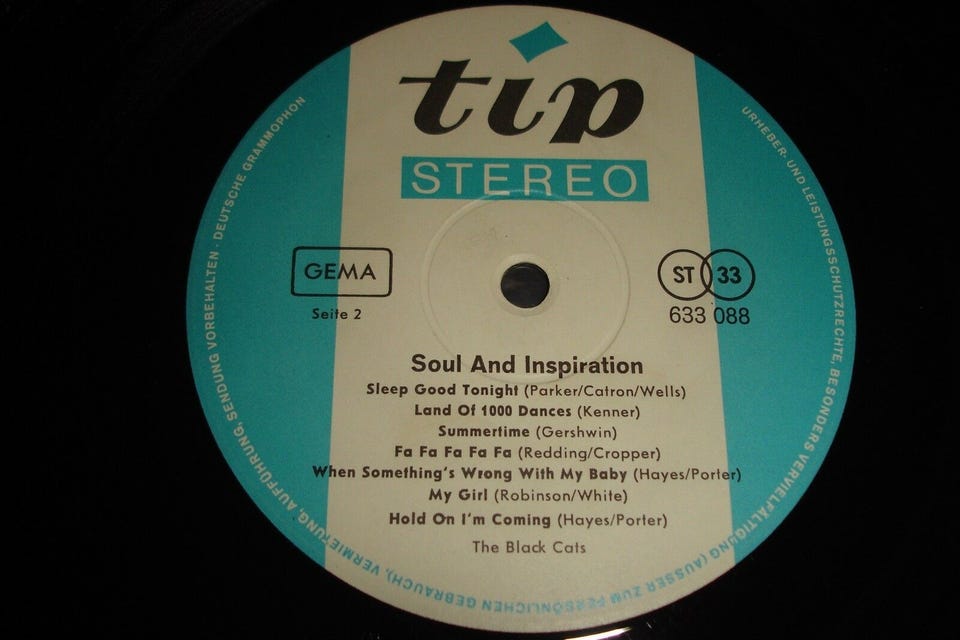 tip
STEREO
GEMA
Seite 2
ST 33
633 088
Soul And Inspiration
Sleep Good Tonight (Parker/Catron/Wells)
Land Of 1000 Dances (Kenner)
Summertime (Gershwin)
Fa Fa Fa Fa Fa (Redding/Cropper)
When Something's Wrong With My Baby (Hayes/Porter)
My Girl (Robinson/White)
Hold On I'm Coming (Hayes/Porter)
The Black Cats
URHEBER- UND LEISTUNGSSCHUTZRECHTE, BESONDERS VERVIELFÄLTIGUNG (AUSSER ZUM PERSÖNLICHEN GEBRAUCH), VERMIETUNG, AUFFÜHRUNG, SENDUNG VORBEHALTEN · DEUTSCHE GRAMMOPHON